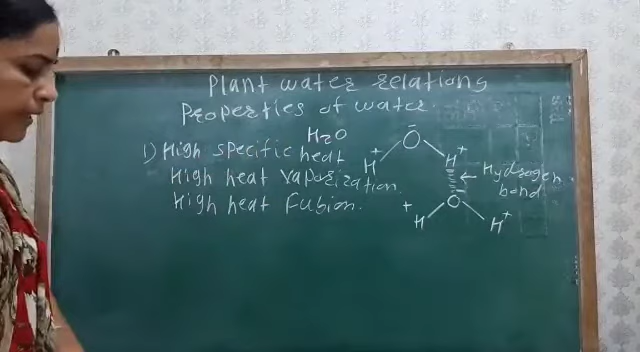 Plant water relations
Properties of water
H2O
1) High specific heat
High heat vaporization.
High heat Fusion.
O-
H+
H+
Hydrogen
bond
O-
+
H
H+